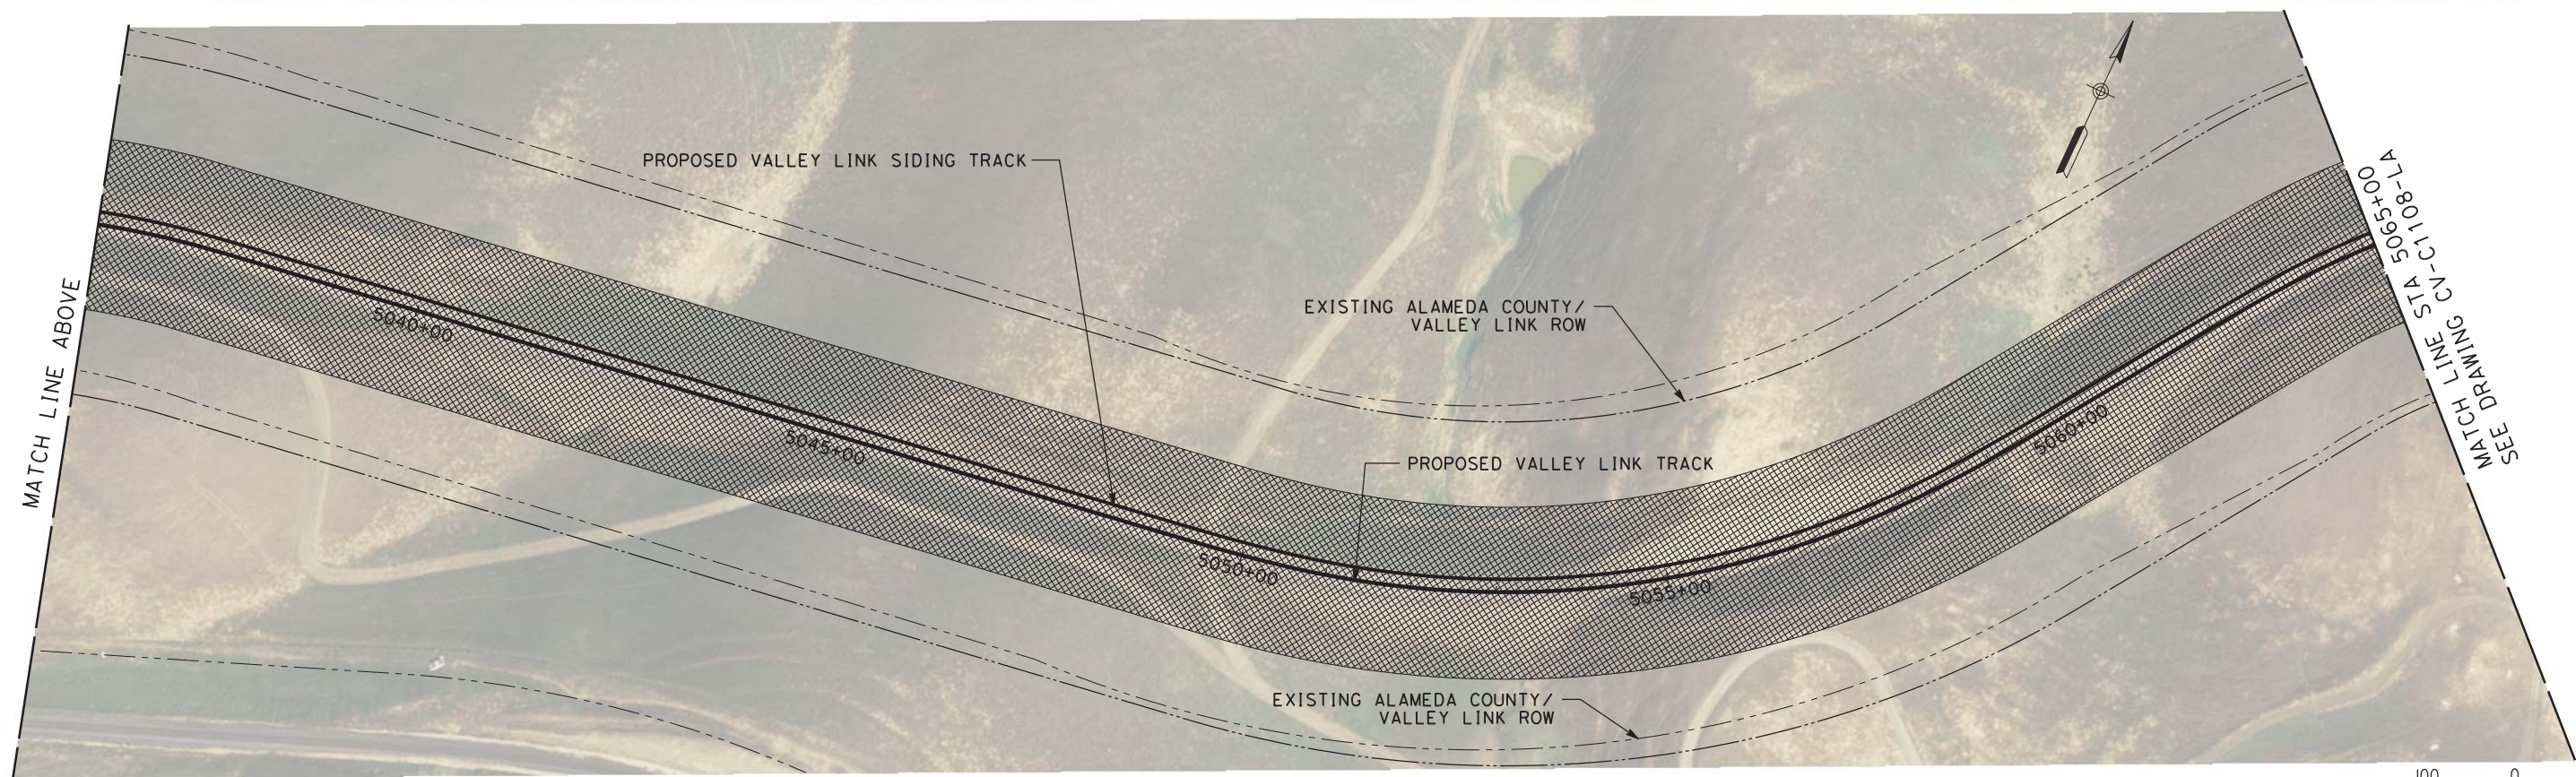 PROPOSED VALLEY LINK SIDING TRACK
MATCH LINE ABOVE
5040+00
5045+00
EXISTING ALAMEDA COUNTY/
VALLEY LINK ROW
PROPOSED VALLEY LINK TRACK
5050+00
5055+00
5060+00
MATCH LINE STA 5065+00
SEE DRAWING CV-C1108-LA
EXISTING ALAMEDA COUNTY/
VALLEY LINK ROW
100 0